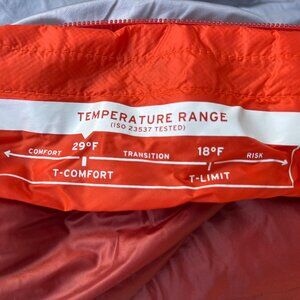 TEMPERATURE RANGE
(ISO 23537 TESTED)
29°F 18°F
COMFORT TRANSITION RISK
T-COMFORT T-LIMIT